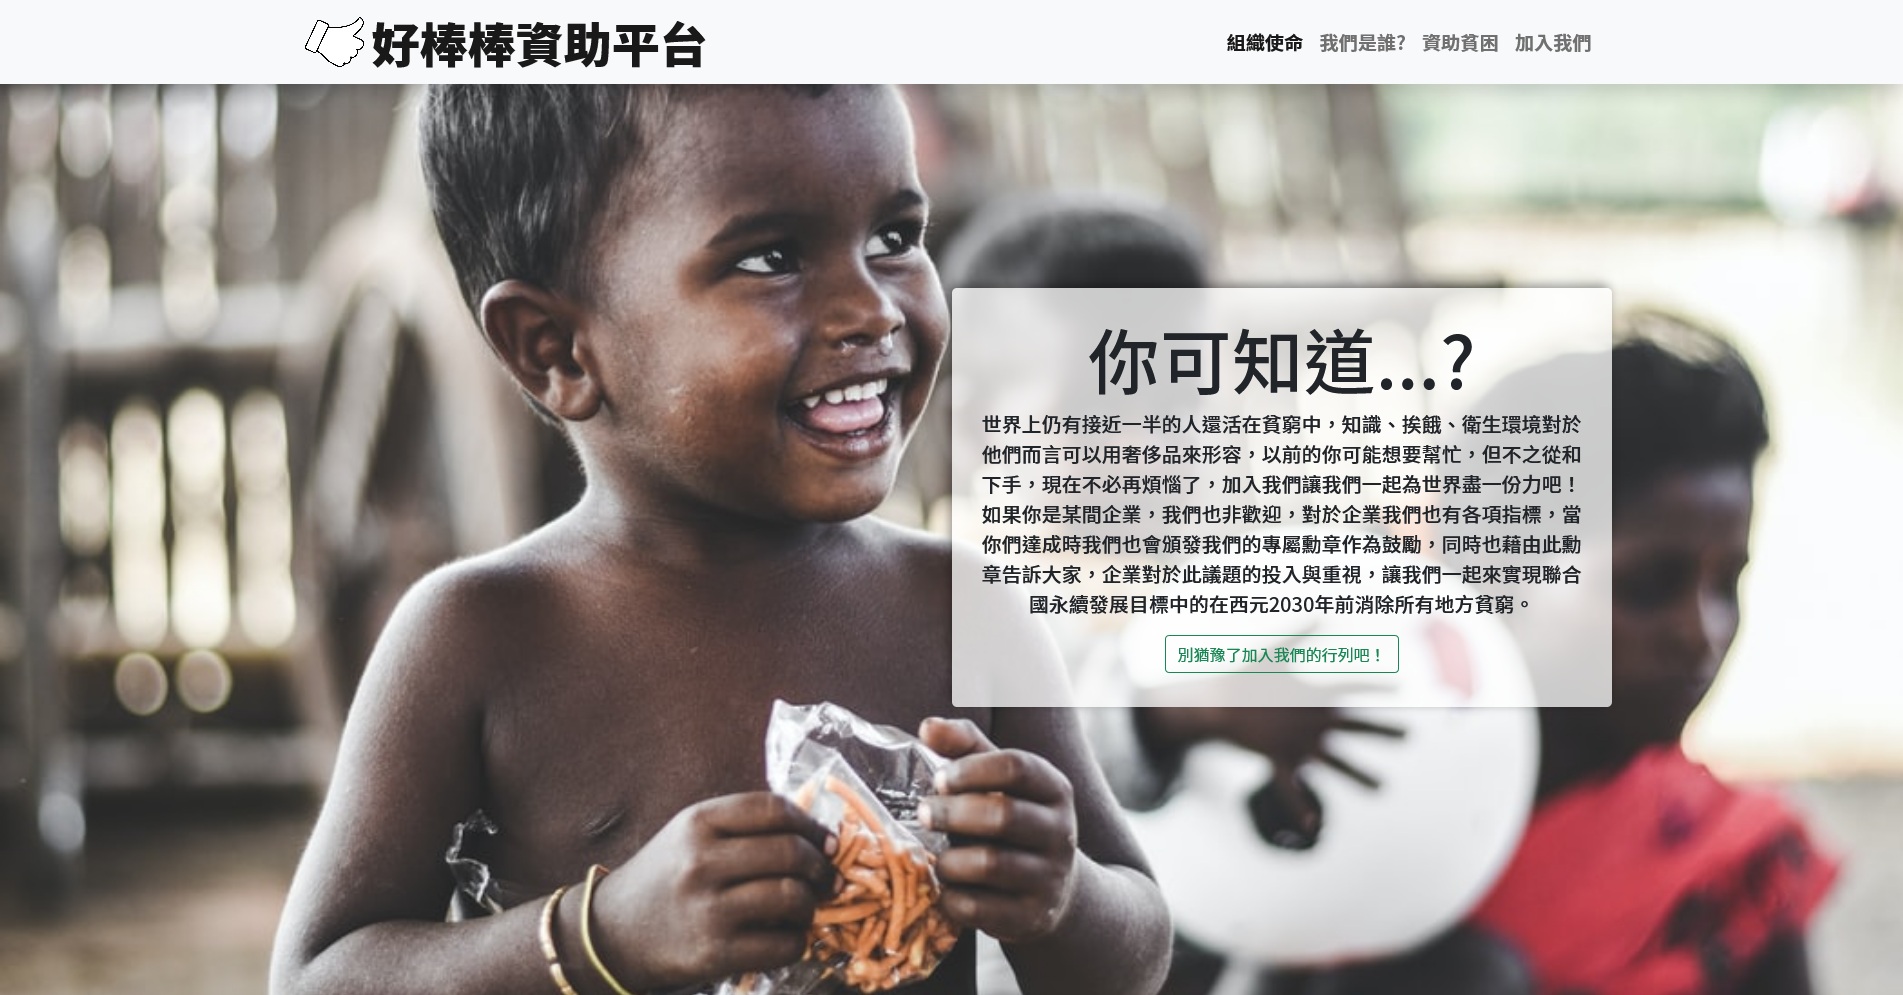 好棒棒資助平台
組織使命 我們是誰? 資助貧困 加入我們
你可知道...?
世界上仍有接近一半的人還活在貧窮中，知識、挨餓、衛生環境對於
他們而言可以用奢侈品來形容，以前的你可能想要幫忙，但不之從和
下手，現在不必再煩惱了，加入我們讓我們一起為世界盡一份力吧！
如果你是某間企業，我們也非歡迎，對於企業我們也有各項指標，當
你們達成時我們也會頒發我們的專屬勳章作為鼓勵，同時也藉由此勳
章告訴大家，企業對於此議題的投入與重視，讓我們一起來實現聯合
國永續發展目標中的在西元2030年前消除所有地方貧窮。
別猶豫了加入我們的行列吧！